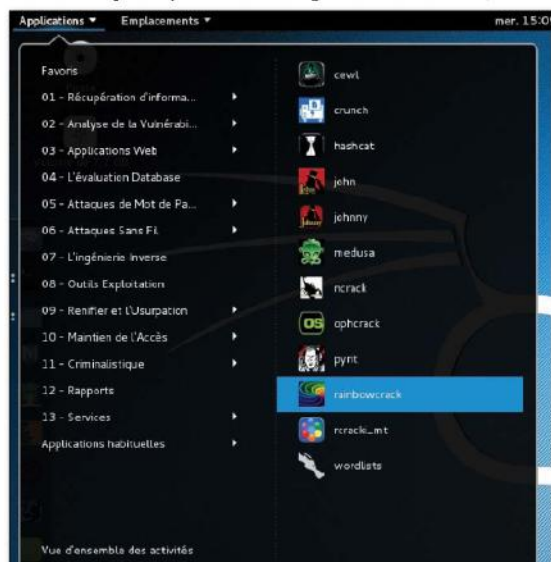 Applications ▾ Emplacements ▾ mer. 15:09
Favoris
01 - Récupération d'informa...
02 - Analyse de la Vulnérabi...
03 - Applications Web
04 - L'évaluation Database
05 - Attaques de Mot de Pa...
06 - Attaques Sans Fil
07 - L'ingénierie Inverse
08 - Outils Exploitation
09 - Renifler et L'Usurpation
10 - Maintien de l'Accès
11 - Criminalistique
12 - Rapports
13 - Services
Applications habituelles
Vue d'ensemble des activités
cewl
crunch
hashcat
john
johnny
medusa
ncrack
OS
ophcrack
pyrit
rainbowcrack
rcracki_mt
wordlists